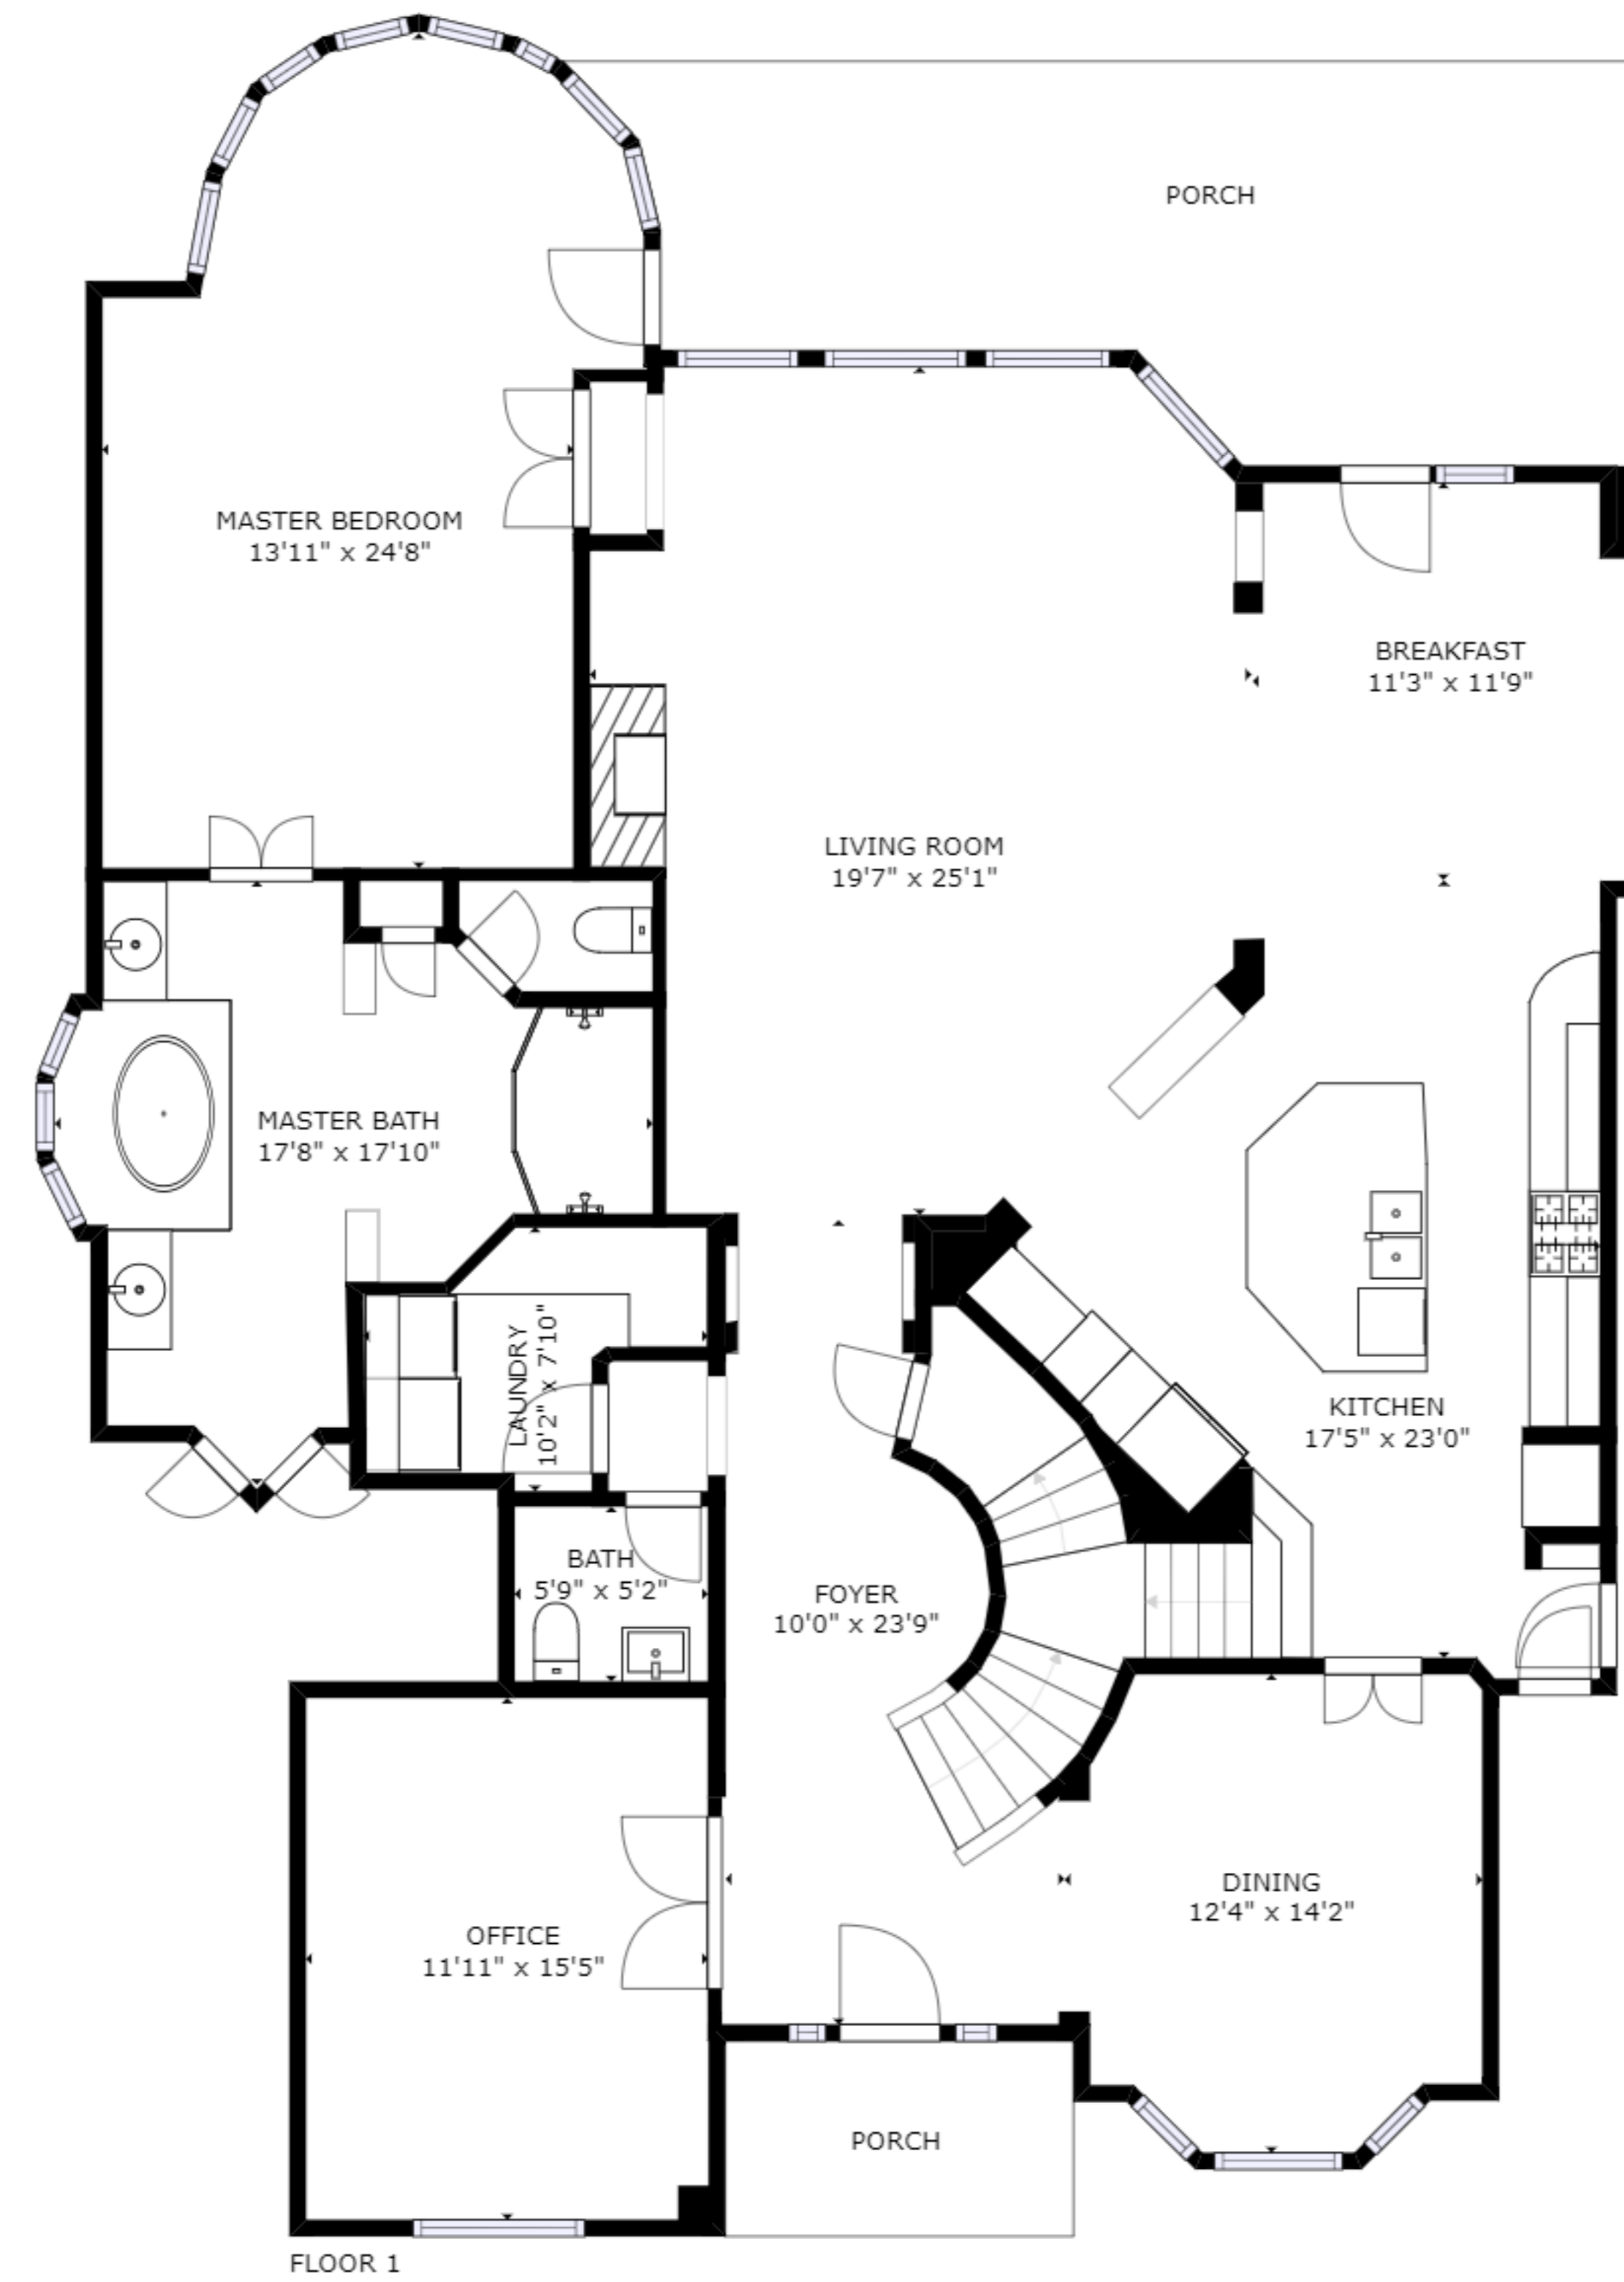 PORCH
MASTER BEDROOM
13'11" x 24'8"
BREAKFAST
11'3" x 11'9"
LIVING ROOM
19'7" x 25'1"
MASTER BATH
17'8" x 17'10"
LAUNDRY
10'2" x 7'10"
KITCHEN
17'5" x 23'0"
BATH
5'9" x 5'2"
FOYER
10'0" x 23'9"
DINING
12'4" x 14'2"
OFFICE
11'11" x 15'5"
PORCH
FLOOR 1